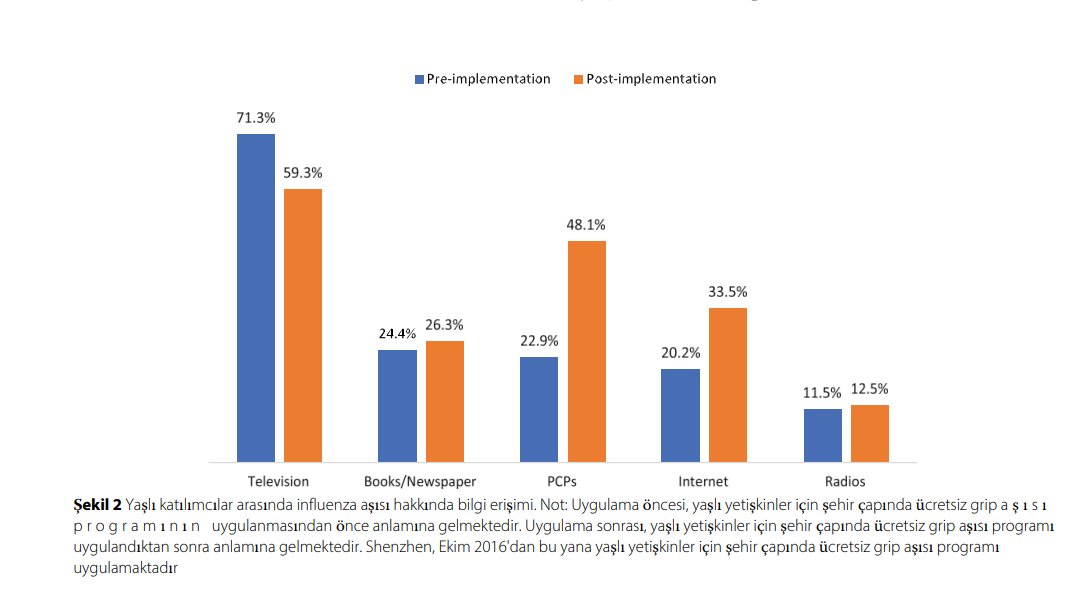 Pre-implementation Post-implementation
71.3%
59.3%
48.1%
33.5%
24.4% 26.3%
22.9%
20.2%
11.5% 12.5%
Television Books/Newspaper PCPs Internet Radios
Şekil 2 Yaşlı katılımcılar arasında influenza aşısı hakkında bilgi erişimi. Not: Uygulama öncesi, yaşlı yetişkinler için şehir çapında ücretsiz grip a ş ı s ı
p r o g r a m ı n ı n uygulanmasından önce anlamına gelmektedir. Uygulama sonrası, yaşlı yetişkinler için şehir çapında ücretsiz grip aşısı programı
uygulandıktan sonra anlamına gelmektedir. Shenzhen, Ekim 2016'dan bu yana yaşlı yetişkinler için şehir çapında ücretsiz grip aşısı programı
uygulamaktadır